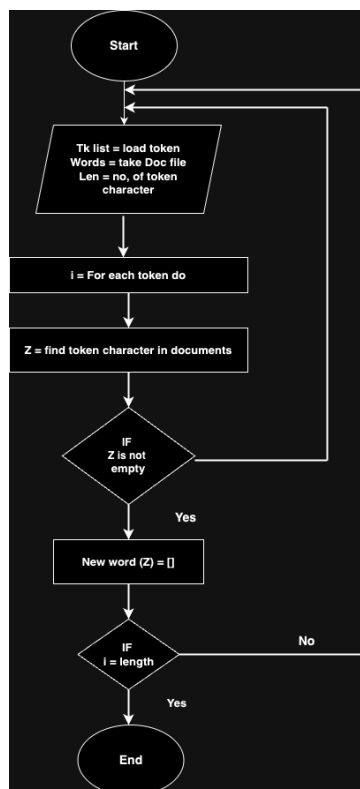 Start
Tk list = load token
Words = take Doc file
Len = no, of token
character
i = For each token do
Z = find token character in documents
IF
Z is not
empty
Yes
New word (Z) = []
IF
i = length
No
Yes
End